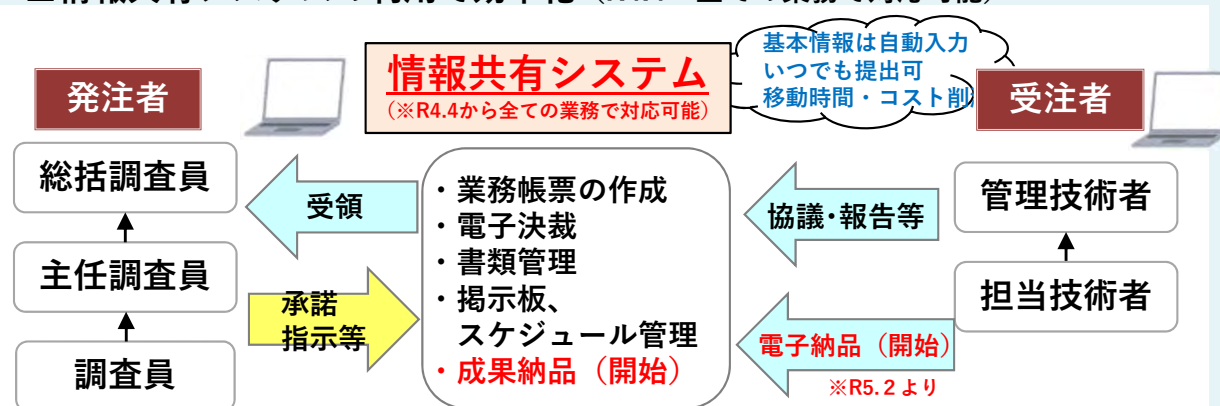 情報共有システム
(※R4.4から全ての業務で対応可能)
基本情報は自動入力
いつでも提出可
移動時間・コスト削
発注者
受注者
総括調査員
主任調査員
調査員
受領
承諾
指示等
・業務帳票の作成
・電子決裁
・書類管理
・掲示板、
スケジュール管理
・成果納品（開始）
協議・報告等
電子納品（開始）
※R5.2より
管理技術者
担当技術者